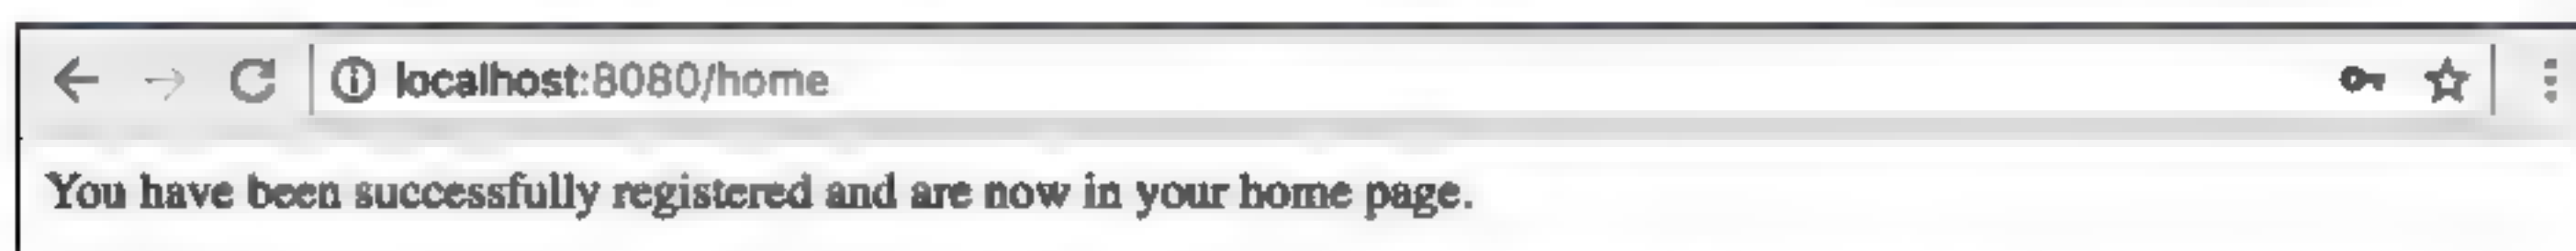 localhost:8080/home
You have been successfully registered and are now in your home page.